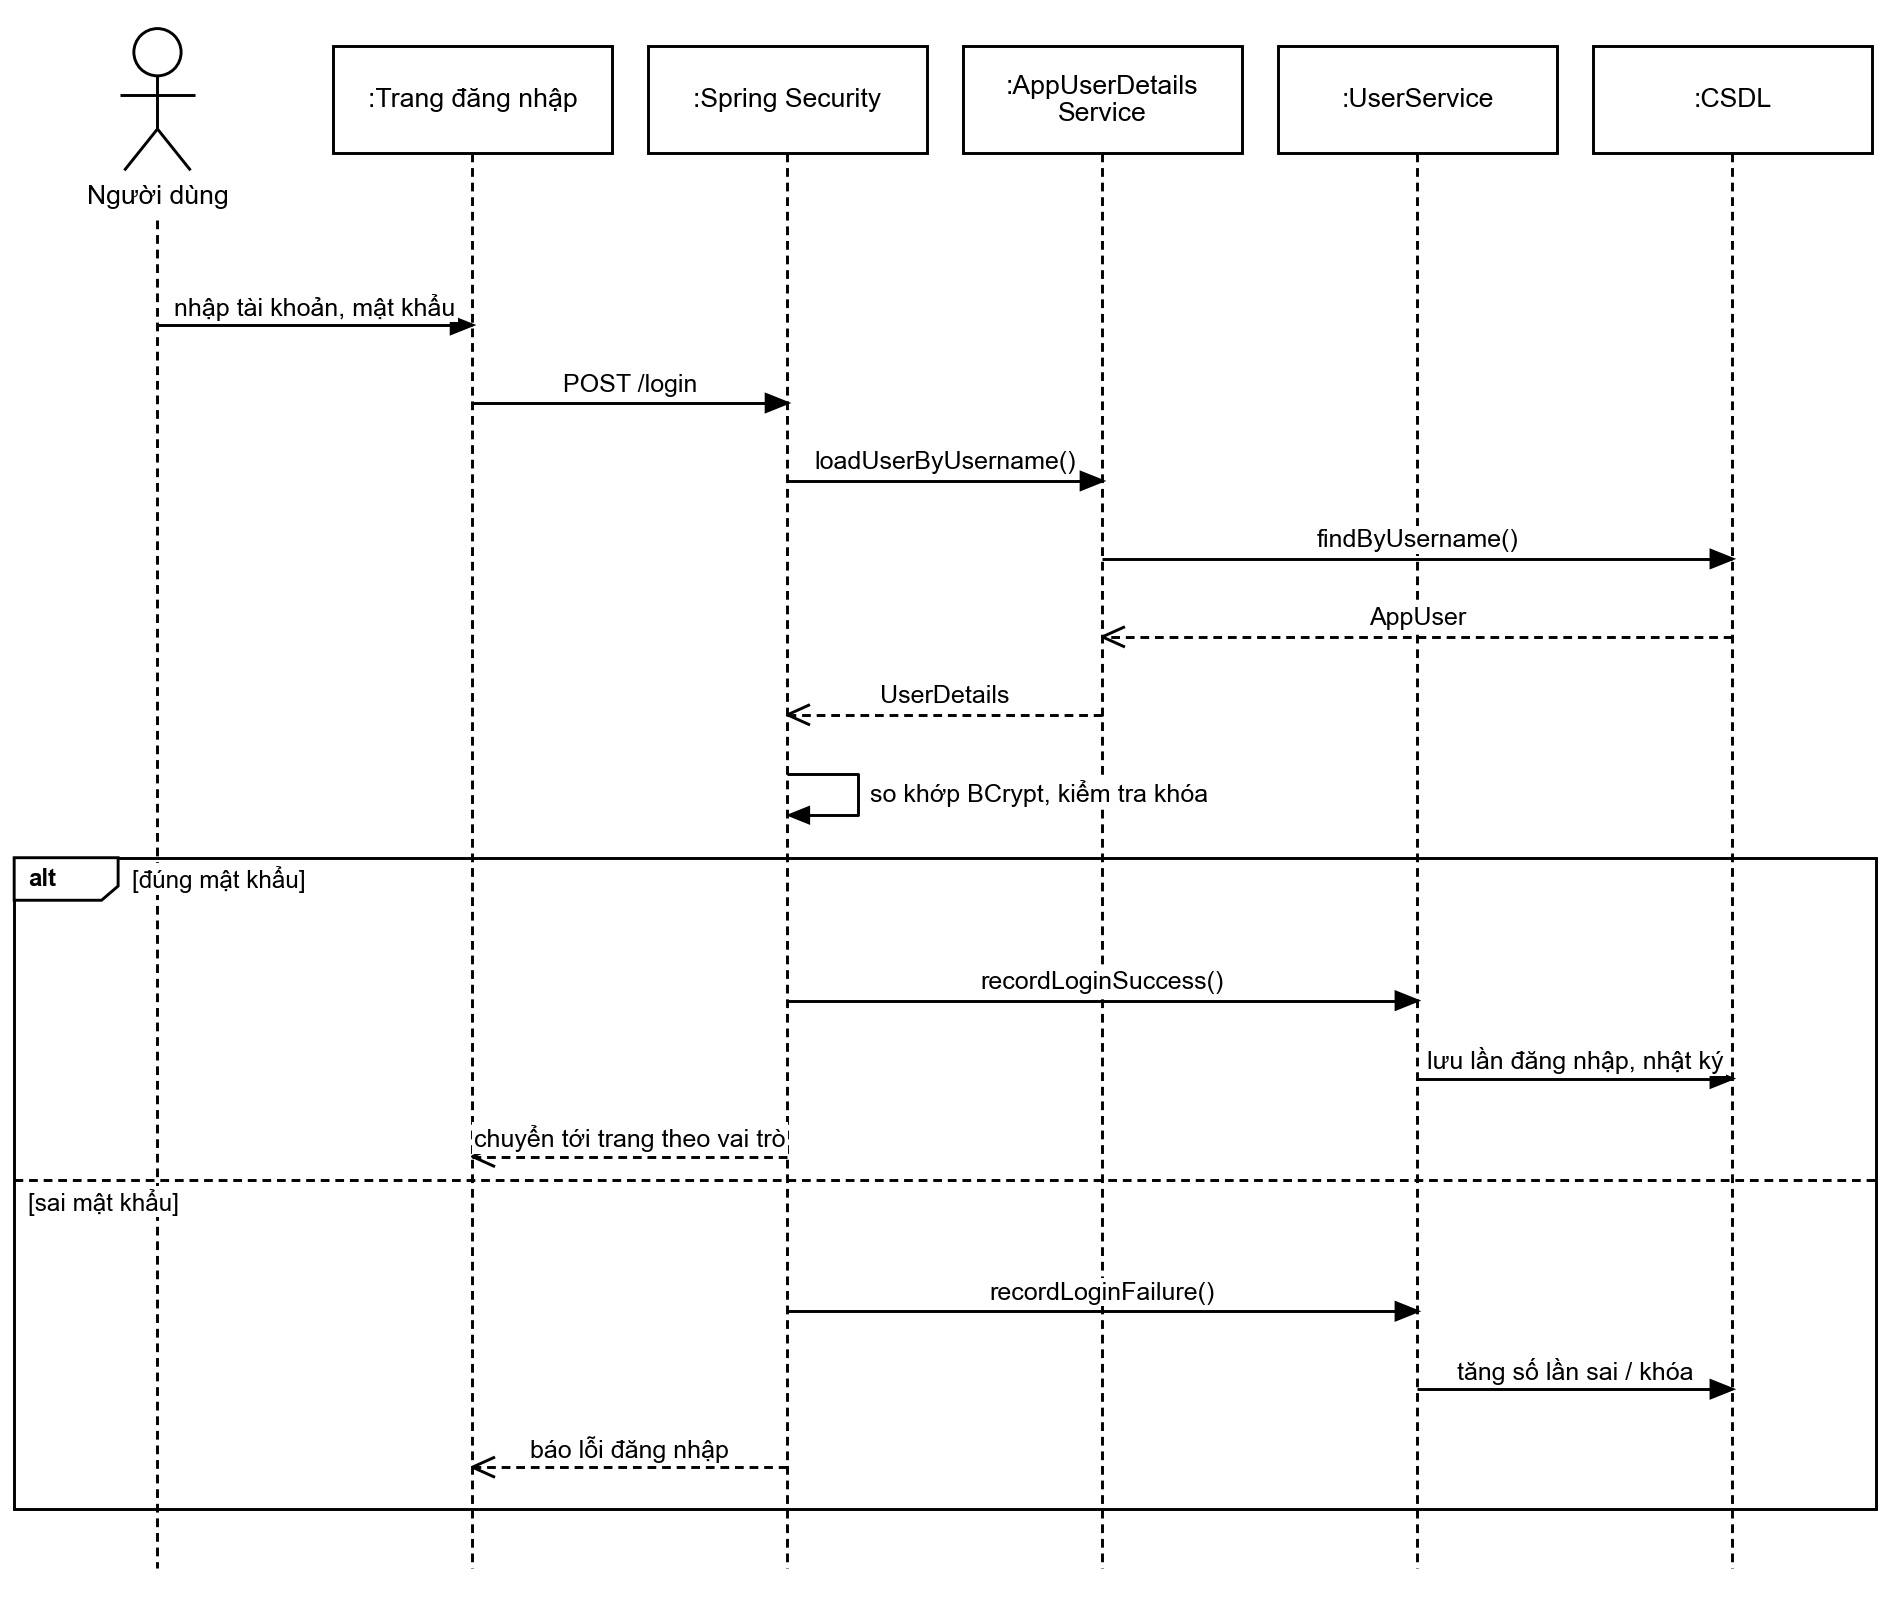 :Trang đăng nhập
:Spring Security
:AppUserDetails
Service
:UserService
:CSDL
Người dùng
nhập tài khoản, mật khẩu
POST /login
loadUserByUsername()
findByUsername()
AppUser
UserDetails
so khớp BCrypt, kiểm tra khóa
alt
[đúng mật khẩu]
recordLoginSuccess()
lưu lần đăng nhập, nhật ký
chuyển tới trang theo vai trò
[sai mật khẩu]
recordLoginFailure()
tăng số lần sai / khóa
báo lỗi đăng nhập